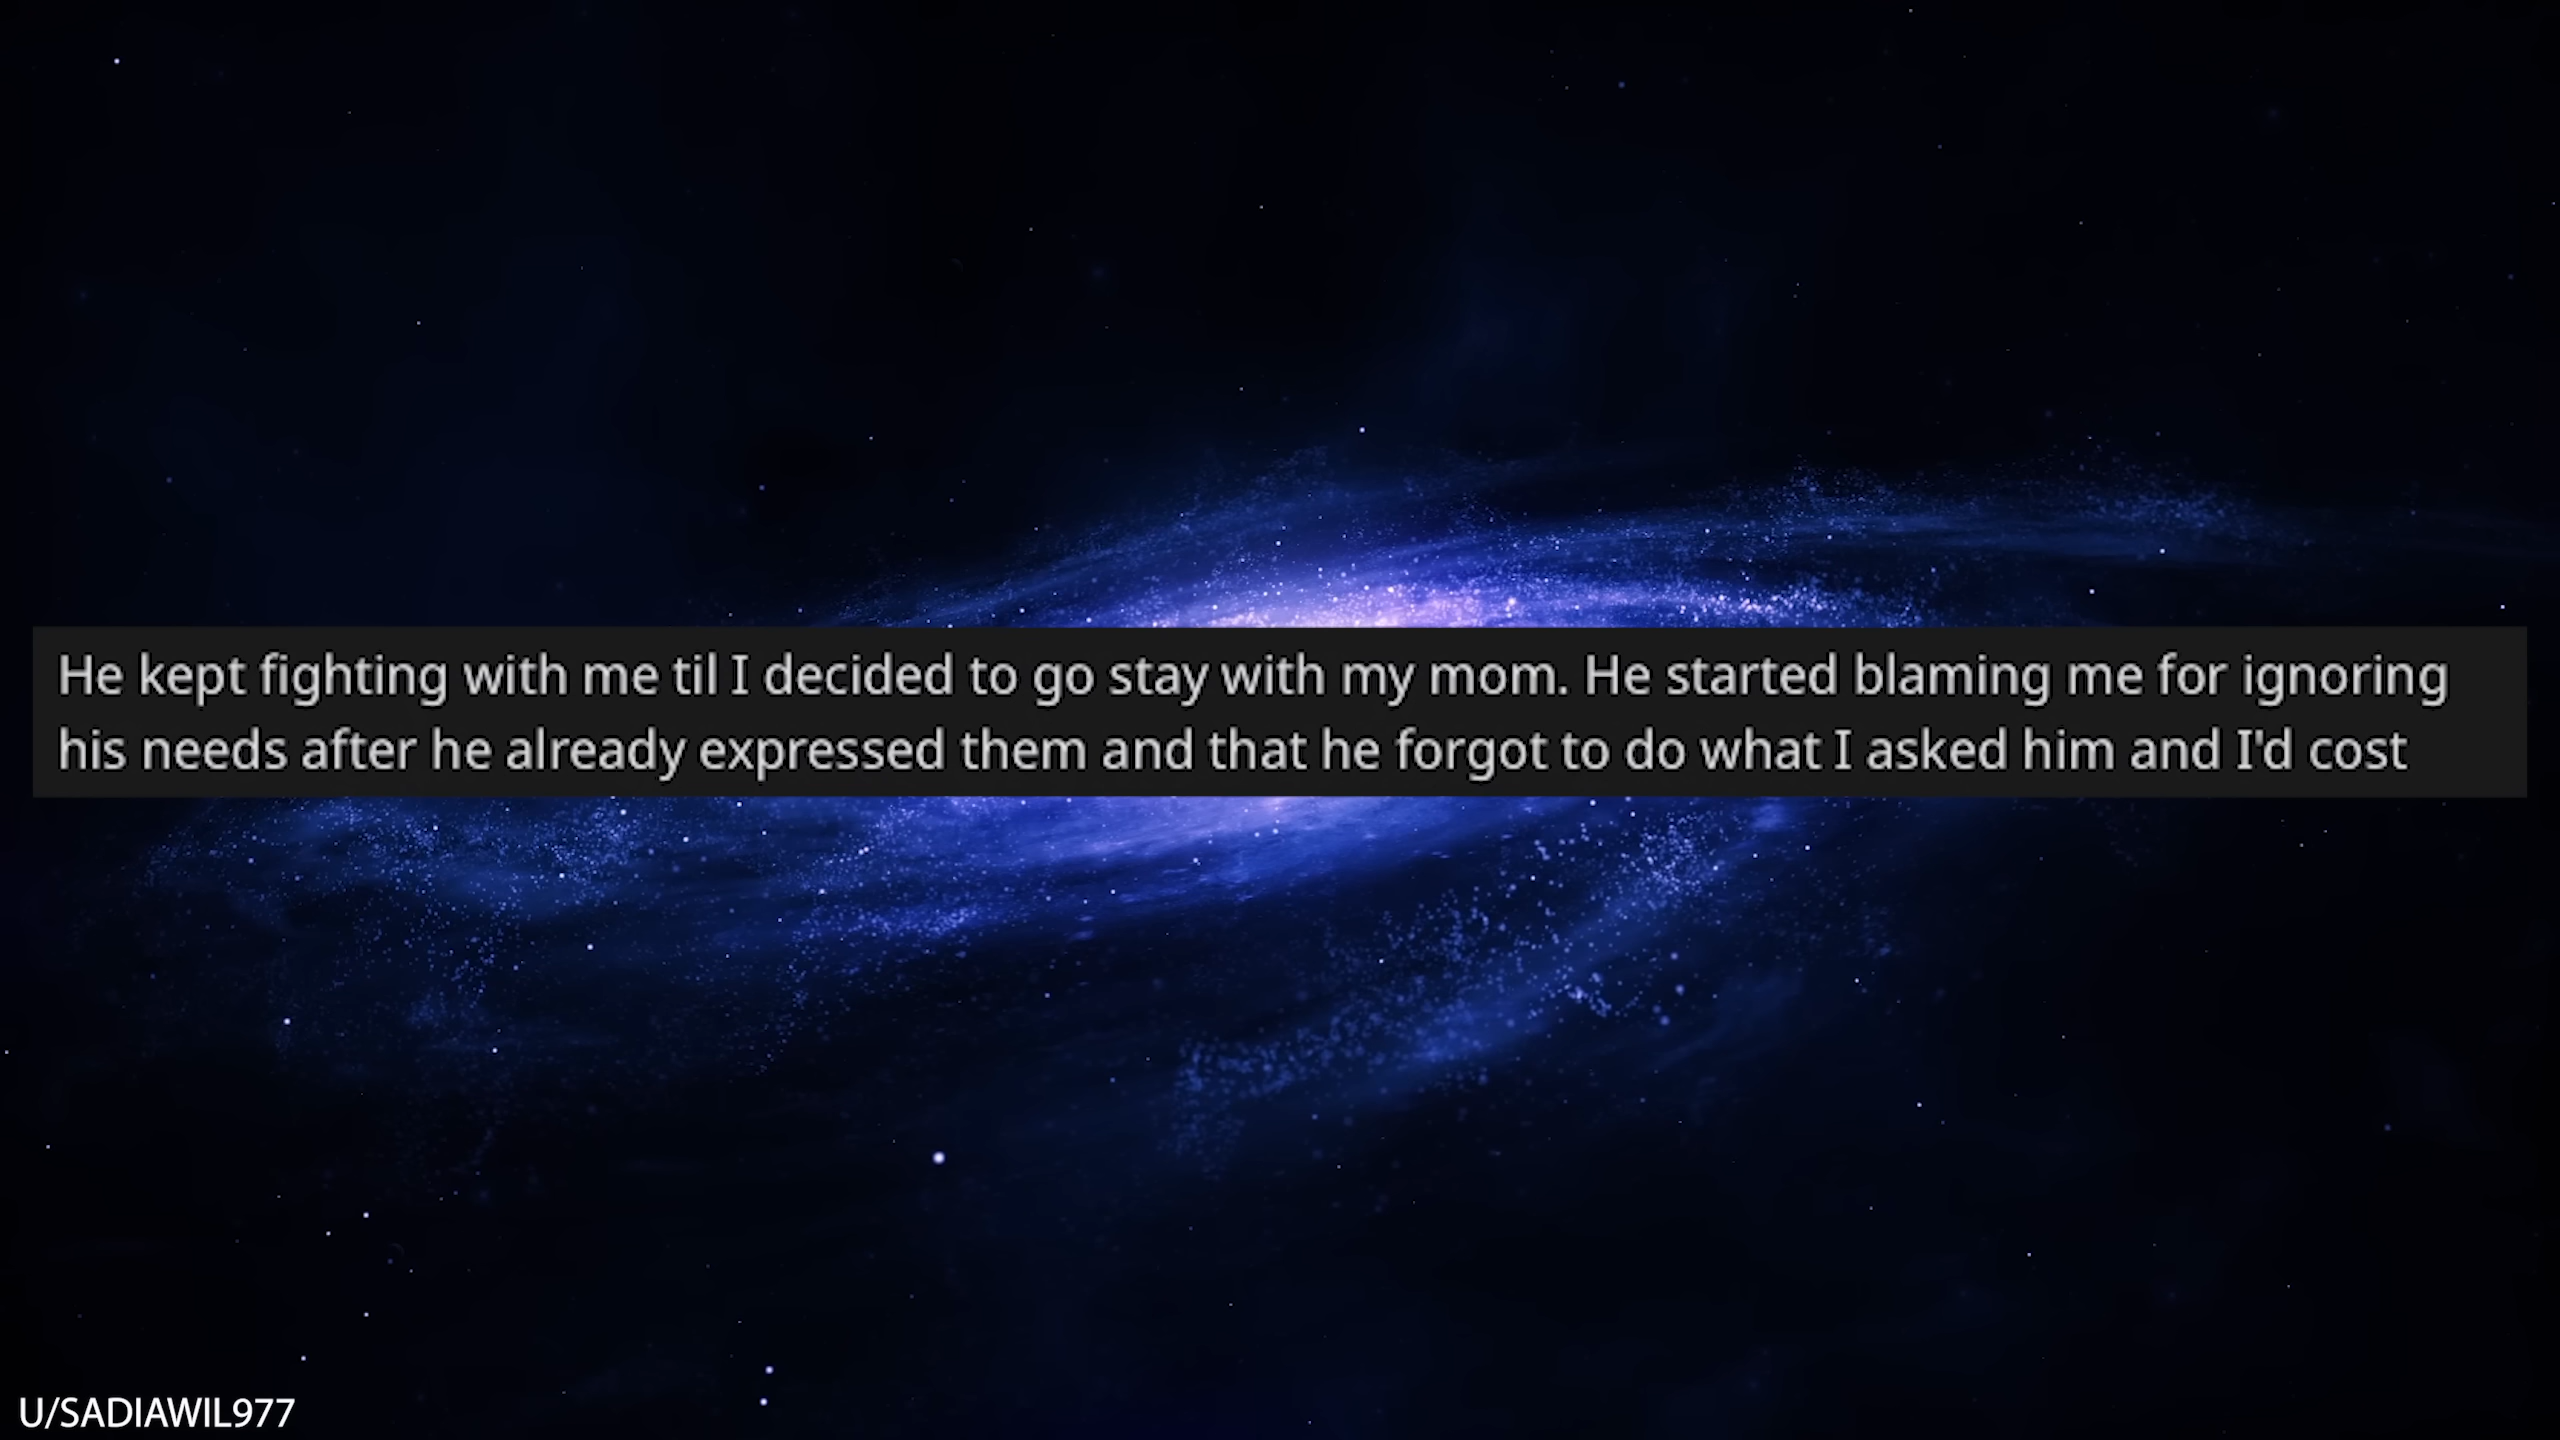 He kept fighting with me til I decided to go stay with my mom. He started blaming me for ignoring
his needs after he already expressed them and that he forgot to do what I asked him and I'd cost
U/SADIAWIL977